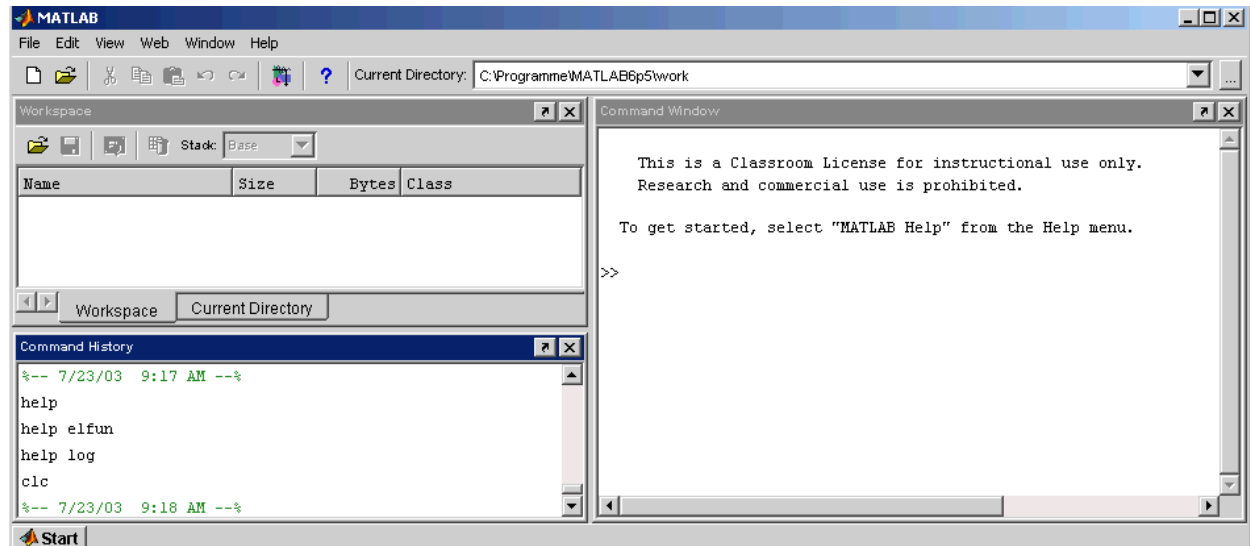 MATLAB
File Edit View Web Window Help
? Current Directory: C:\Programme\MATLAB6p5\work ...
Workspace
Stack: Base
Name Size Bytes Class
Workspace Current Directory
Command History
%-- 7/23/03 9:17 AM --%
help
help elfun
help log
clc
%-- 7/23/03 9:18 AM --%
Command Window
This is a Classroom License for instructional use only.
Research and commercial use is prohibited.
To get started, select "MATLAB Help" from the Help menu.
>>
Start